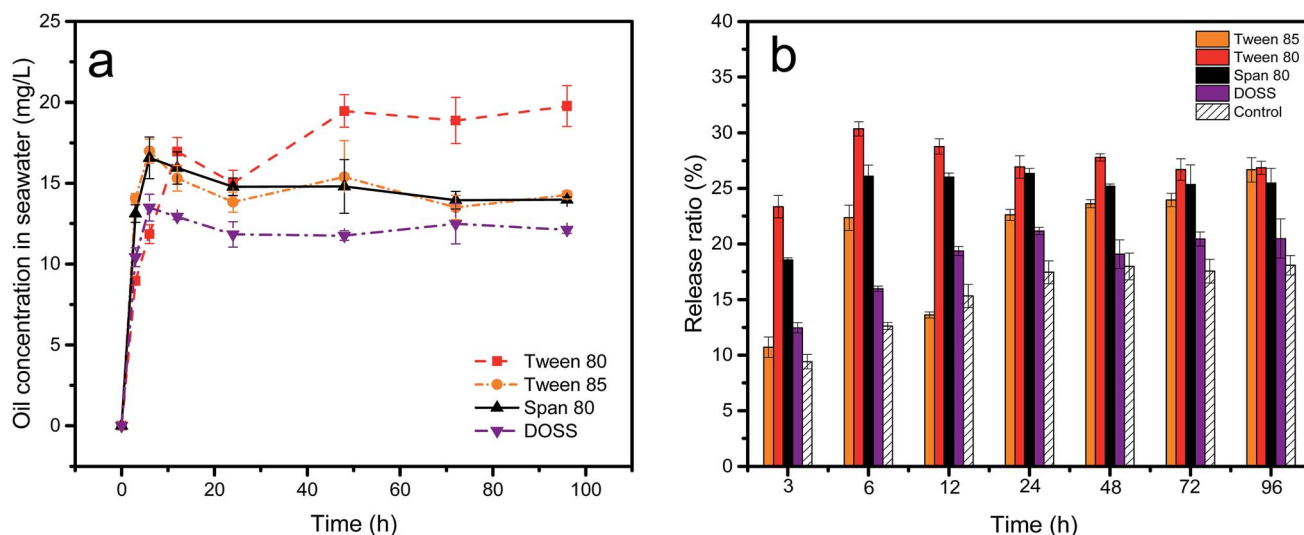 a
Oil concentration in seawater (mg/L)
25
20
15
10
5
0
0 20 40 60 80 100
Time (h)
Tween 80
Tween 85
Span 80
DOSS
b
Release ratio (%)
40
35
30
25
20
15
10
5
0
3 6 12 24 48 72 96
Time (h)
Tween 85
Tween 80
Span 80
DOSS
Control